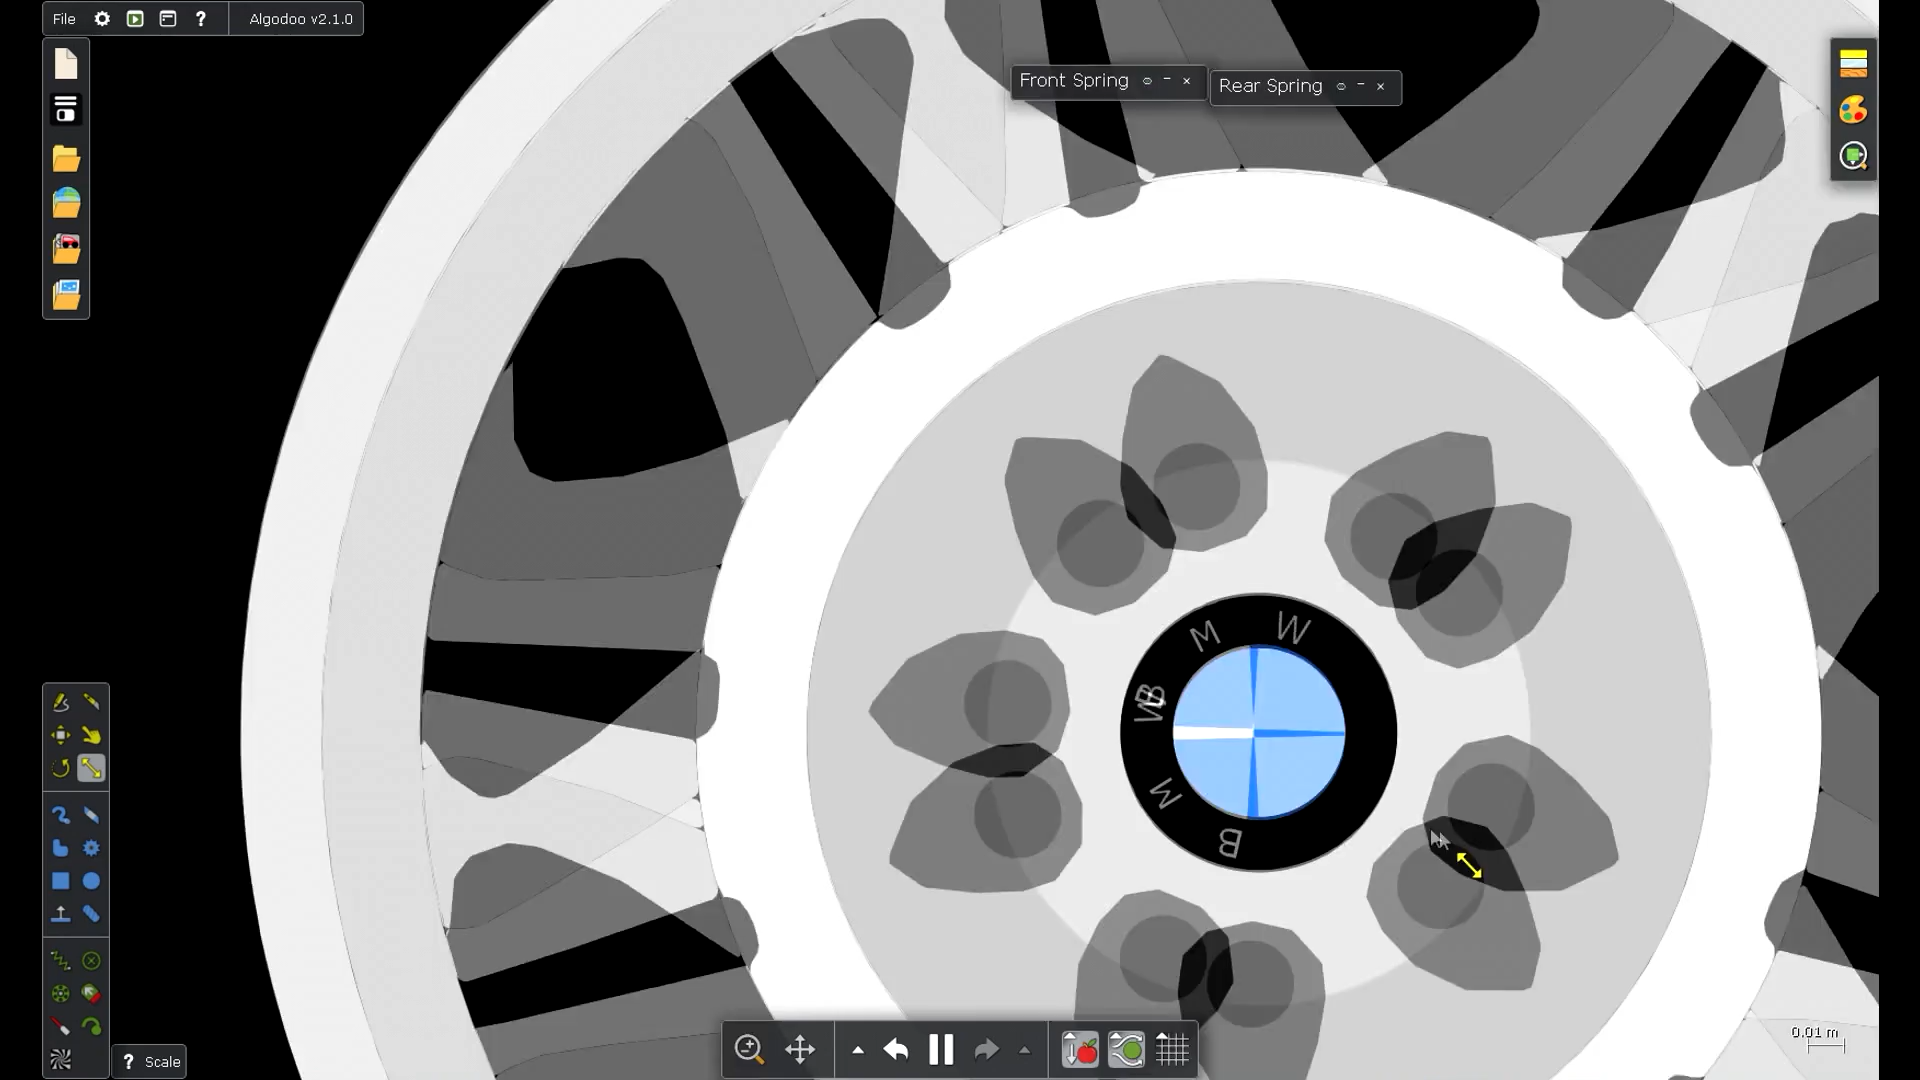 File ? Algodoo v2.1.0
Front Spring
Rear Spring
M W
B
W
M
B
0.01 m
? Scale